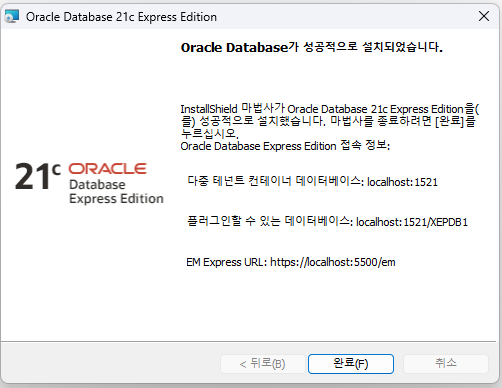 Oracle Database 21c Express Edition
Oracle Database가 성공적으로 설치되었습니다.
InstallShield 마법사가 Oracle Database 21c Express Edition을(
를) 성공적으로 설치했습니다. 마법사를 종료하려면 [완료]를
누르십시오.
Oracle Database Express Edition 접속 정보:
21c ORACLE
Database
Express Edition
다중 테넌트 컨테이너 데이터베이스: localhost:1521
플러그인할 수 있는 데이터베이스: localhost:1521/XEPDB1
EM Express URL: https://localhost:5500/em
< 뒤로(B)
완료(F)
취소